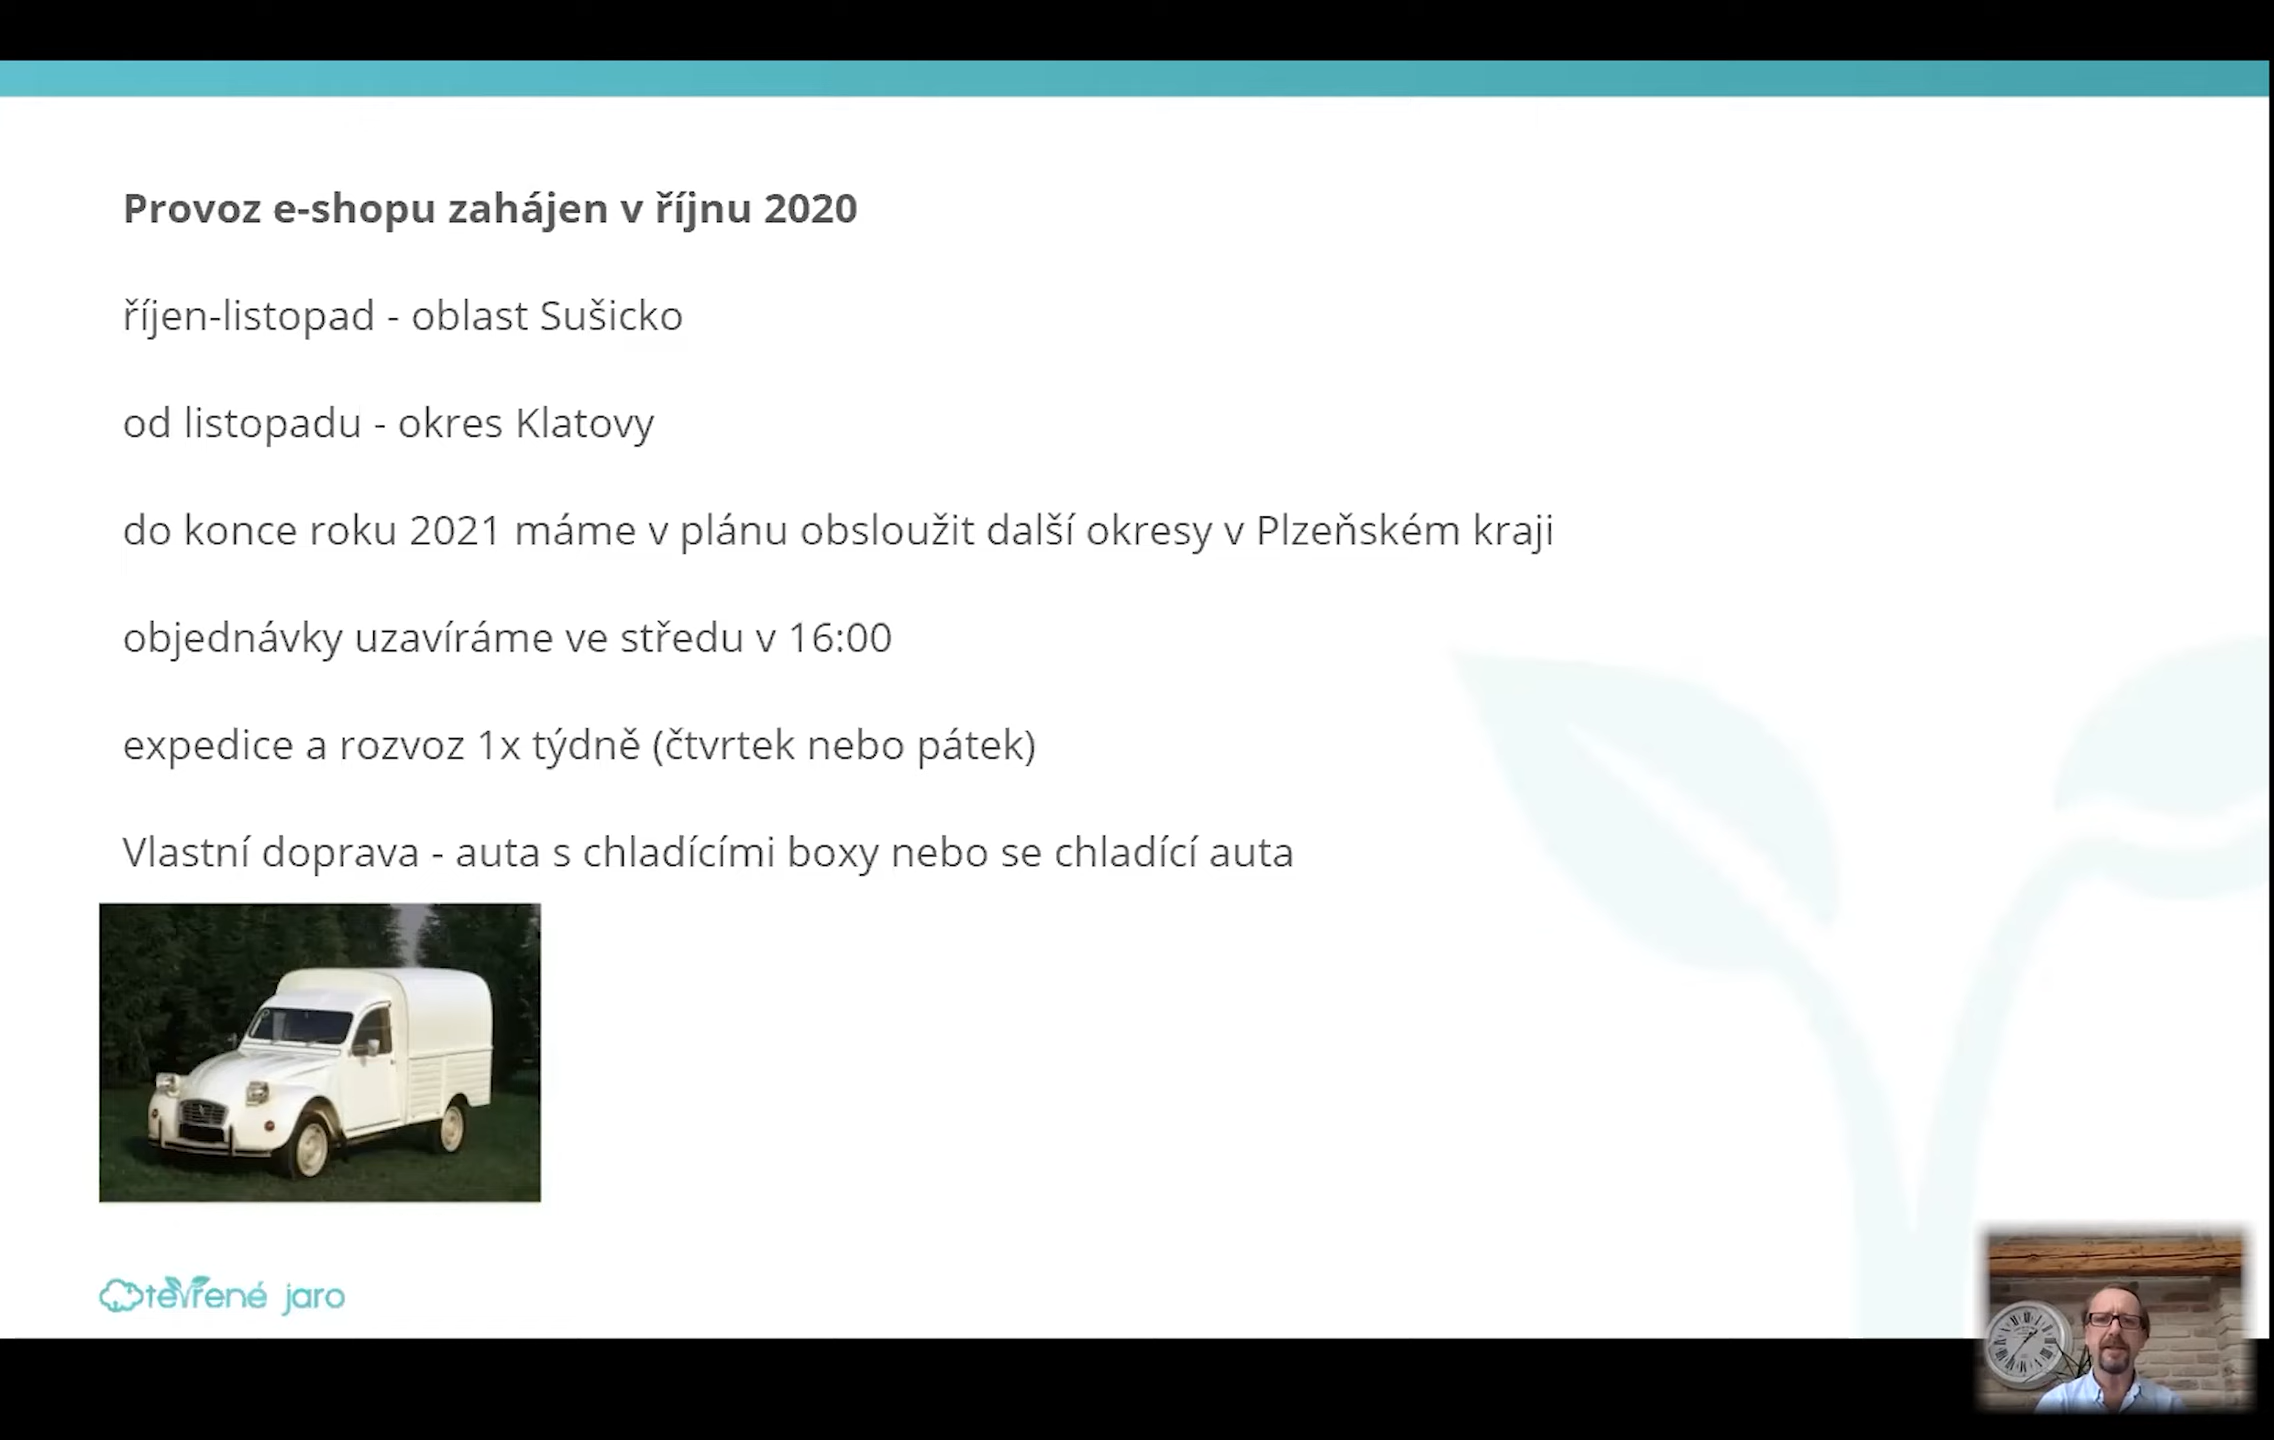 Provoz e-shopu zahájen v říjnu 2020
říjen-listopad - oblast Sušicko
od listopadu - okres Klatovy
do konce roku 2021 máme v plánu obsloužit další okresy v Plzeňském kraji
objednávky uzavíráme ve středu v 16:00
expedice a rozvoz 1x týdně (čtvrtek nebo pátek)
Vlastní doprava - auta s chladícími boxy nebo se chladící auta
Otevřené jaro